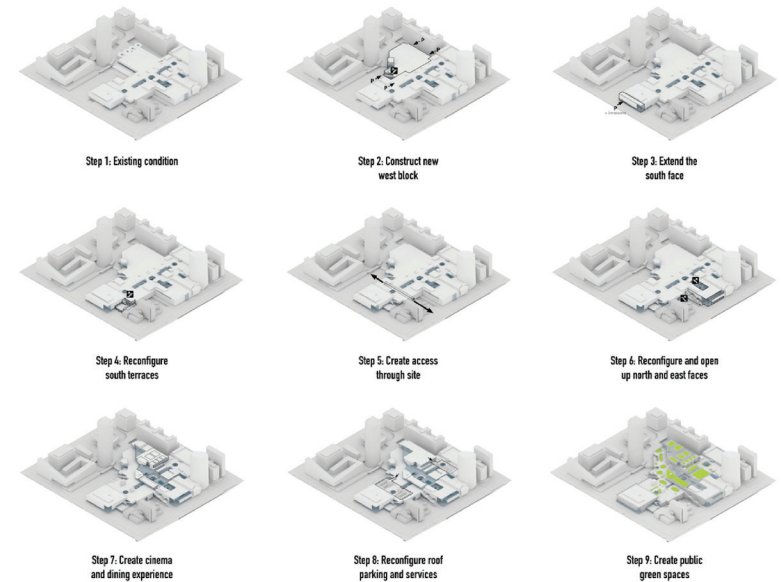 P
P
P
P
P
Step 1: Existing condition
Step 2: Construct new
west block
Step 3: Extend the
south face
Step 4: Reconfigure
south terraces
Step 5: Create access
through site
Step 6: Reconfigure and open
up north and east faces
Step 7: Create cinema
and dining experience
Step 8: Reconfigure roof
parking and services
Step 9: Create public
green spaces